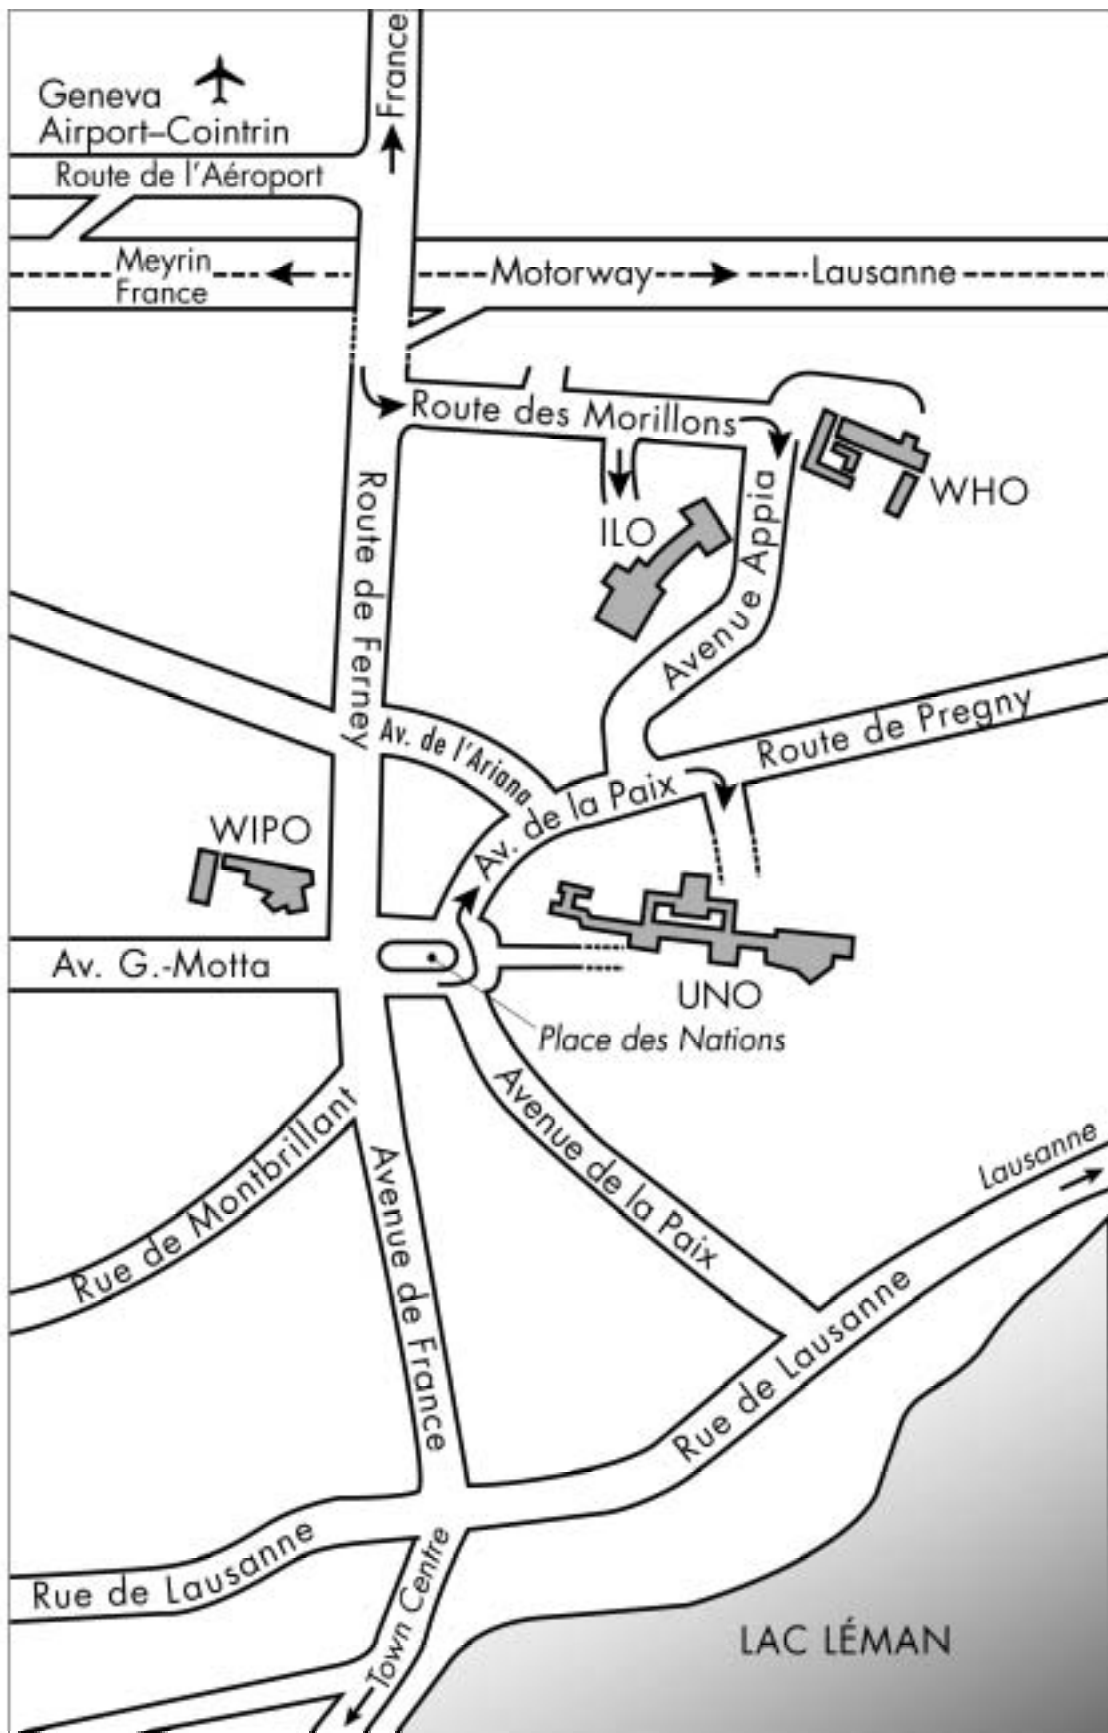 France
Geneva
Airport–Cointrin
Route de l'Aéroport
Meyrin
France
Motorway
Lausanne
Route des Morillons
WHO
ILO
Route de Ferney
Avenue Appia
Route de Pregny
Av. de l'Ariana
Av. de la Paix
WIPO
Av. G.-Motta
UNO
Place des Nations
Avenue de la Paix
Rue de Montbrillant
Lausanne
Avenue de France
Rue de Lausanne
Rue de Lausanne
Town Centre
LAC LÉMAN